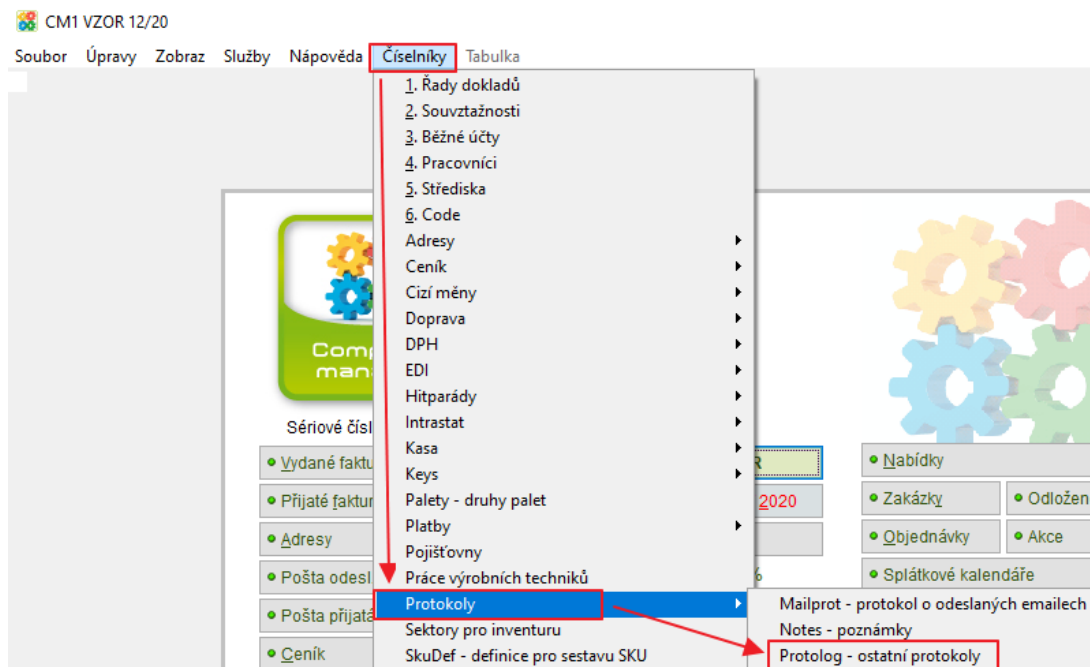 CM1 VZOR 12/20
Soubor Úpravy Zobraz Služby Nápověda Číselníky Tabulka
1. Řady dokladů
2. Souvztažnosti
3. Běžné účty
4. Pracovníci
5. Střediska
6. Code
Adresy
Ceník
Cizí měny
Doprava
DPH
EDI
Hitparády
Intrastat
Kasa
Keys
Palety - druhy palet
Platby
Pojišťovny
Práce výrobních techniků
Protokoly
Sektory pro inventuru
SkuDef - definice pro sestavu SKU
Mailprot - protokol o odeslaných emailech
Notes - poznámky
Protolog - ostatní protokoly
Comp
man
Sériové čísl
Vydané faktu
Přijaté faktur
Adresy
Pošta odesl
Pošta přijatá
Ceník
R
2020
%
Nabídky
Zakázky Odložen
Objednávky Akce
Splátkové kalendáře